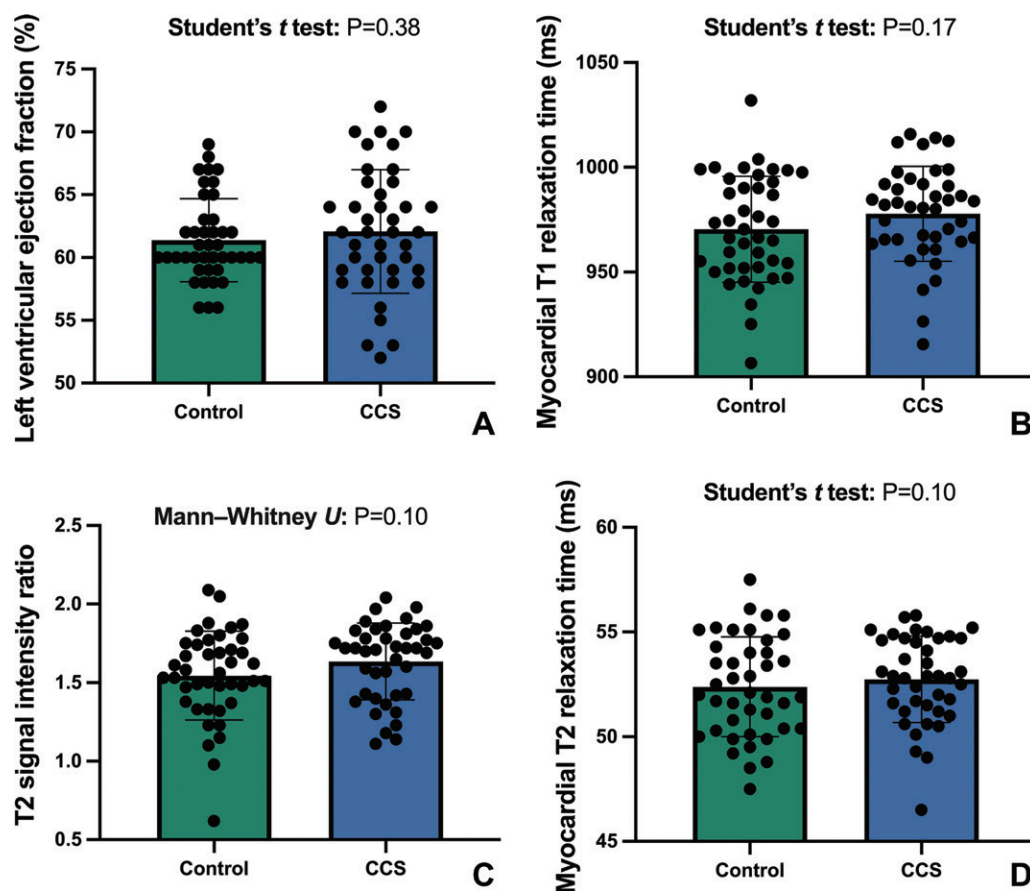 Student's t test: P=0.38
Left ventricular ejection fraction (%)
75
70
65
60
55
50
Control
CCS
A
Student's t test: P=0.17
Myocardial T1 relaxation time (ms)
1050
1000
950
900
Control
CCS
B
Mann–Whitney U: P=0.10
T2 signal intensity ratio
2.5
2.0
1.5
1.0
0.5
Control
CCS
C
Student's t test: P=0.10
Myocardial T2 relaxation time (ms)
60
55
50
45
Control
CCS
D